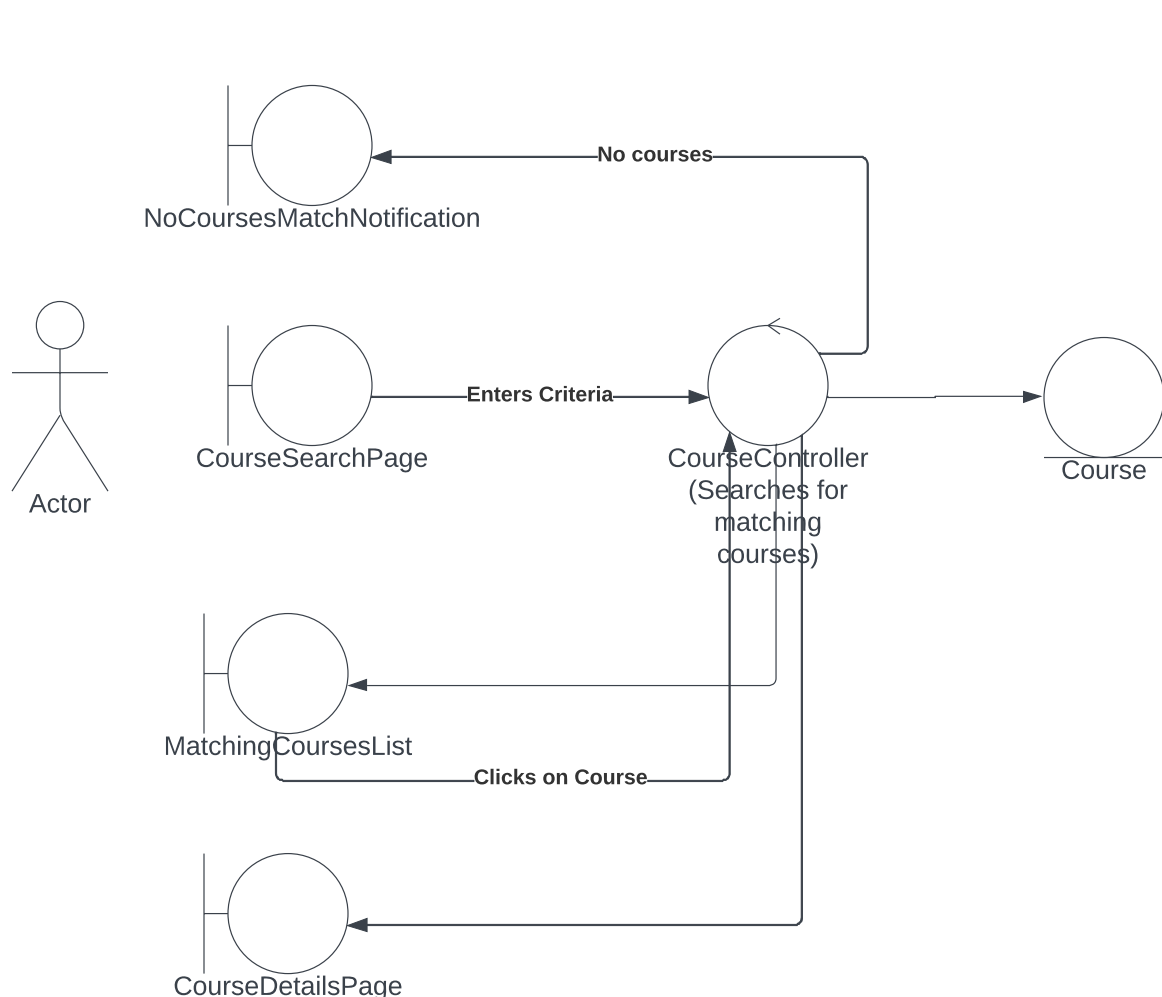 No courses
NoCoursesMatchNotification
Enters Criteria
CourseSearchPage
CourseController
(Searches for
matching
courses)
Course
Actor
MatchingCoursesList
Clicks on Course
CourseDetailsPage